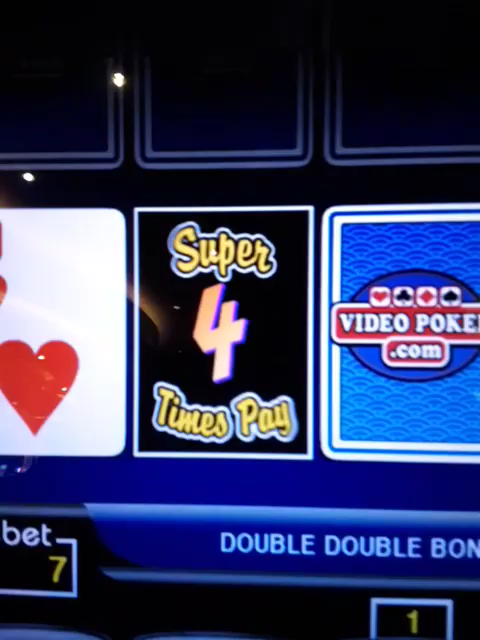 Super
4
Times Pay
VIDEO POKE
.com
bet
7
DOUBLE DOUBLE BON
1